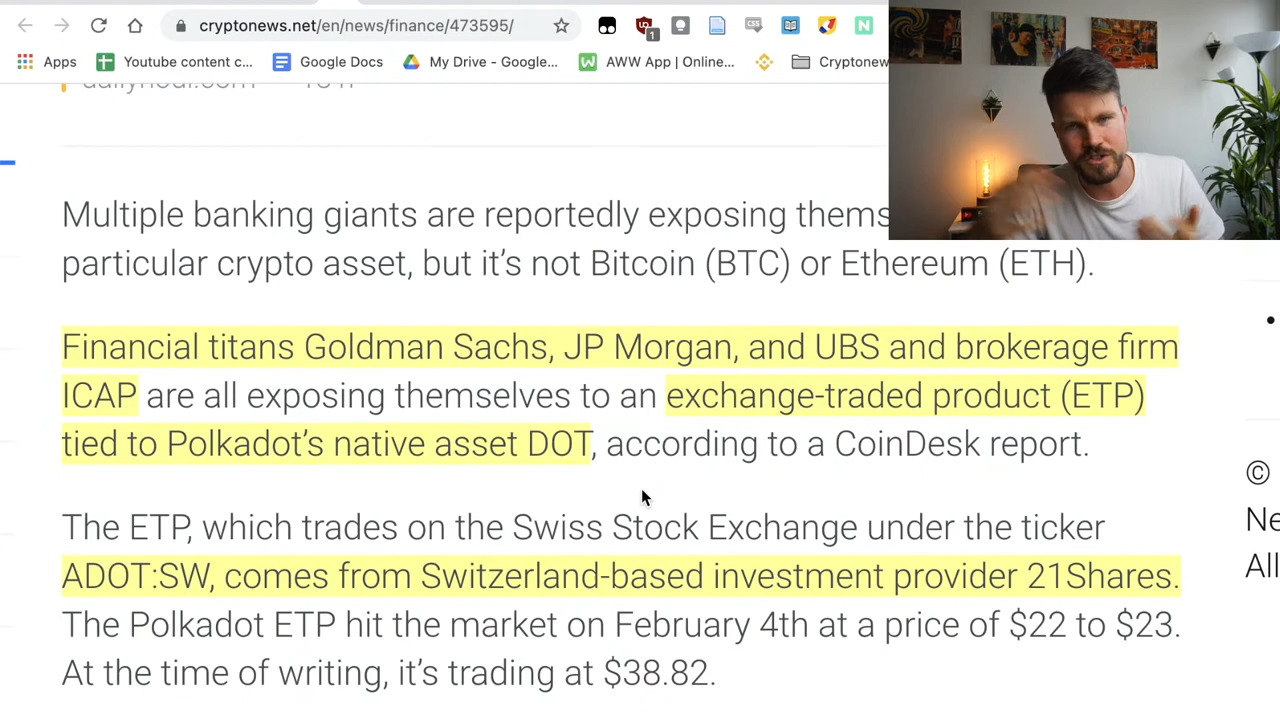 cryptonews.net/en/news/finance/473595/
1
Apps
Youtube content c...
Google Docs
My Drive - Google...
AWW App | Online...
Cryptonew
Multiple banking giants are reportedly exposing thems
particular crypto asset, but it’s not Bitcoin (BTC) or Ethereum (ETH).
Financial titans Goldman Sachs, JP Morgan, and UBS and brokerage firm
ICAP are all exposing themselves to an exchange-traded product (ETP)
tied to Polkadot’s native asset DOT, according to a CoinDesk report.
The ETP, which trades on the Swiss Stock Exchange under the ticker
ADOT:SW, comes from Switzerland-based investment provider 21Shares.
The Polkadot ETP hit the market on February 4th at a price of $22 to $23.
At the time of writing, it’s trading at $38.82.
©
Ne
All